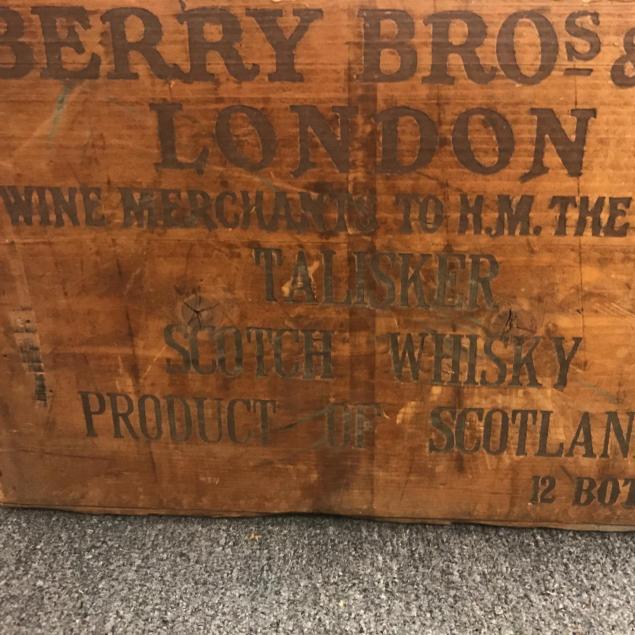 BERRY BROS &
LONDON
WINE MERCHANTS TO H.M. THE
TALISKER
SCOTCH WHISKY
PRODUCT OF SCOTLAN
12 BOT